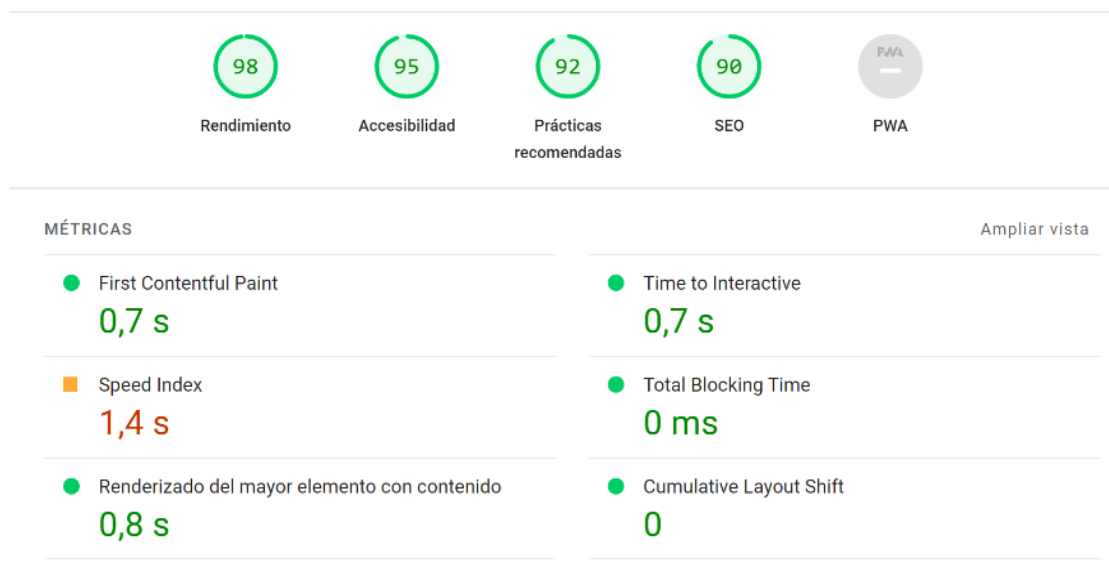 98 95 92 90 PWA
Rendimiento Accesibilidad Prácticas recomendadas SEO PWA
MÉTRICAS Ampliar vista
First Contentful Paint Time to Interactive
0,7 s 0,7 s
Speed Index Total Blocking Time
1,4 s 0 ms
Renderizado del mayor elemento con contenido Cumulative Layout Shift
0,8 s 0